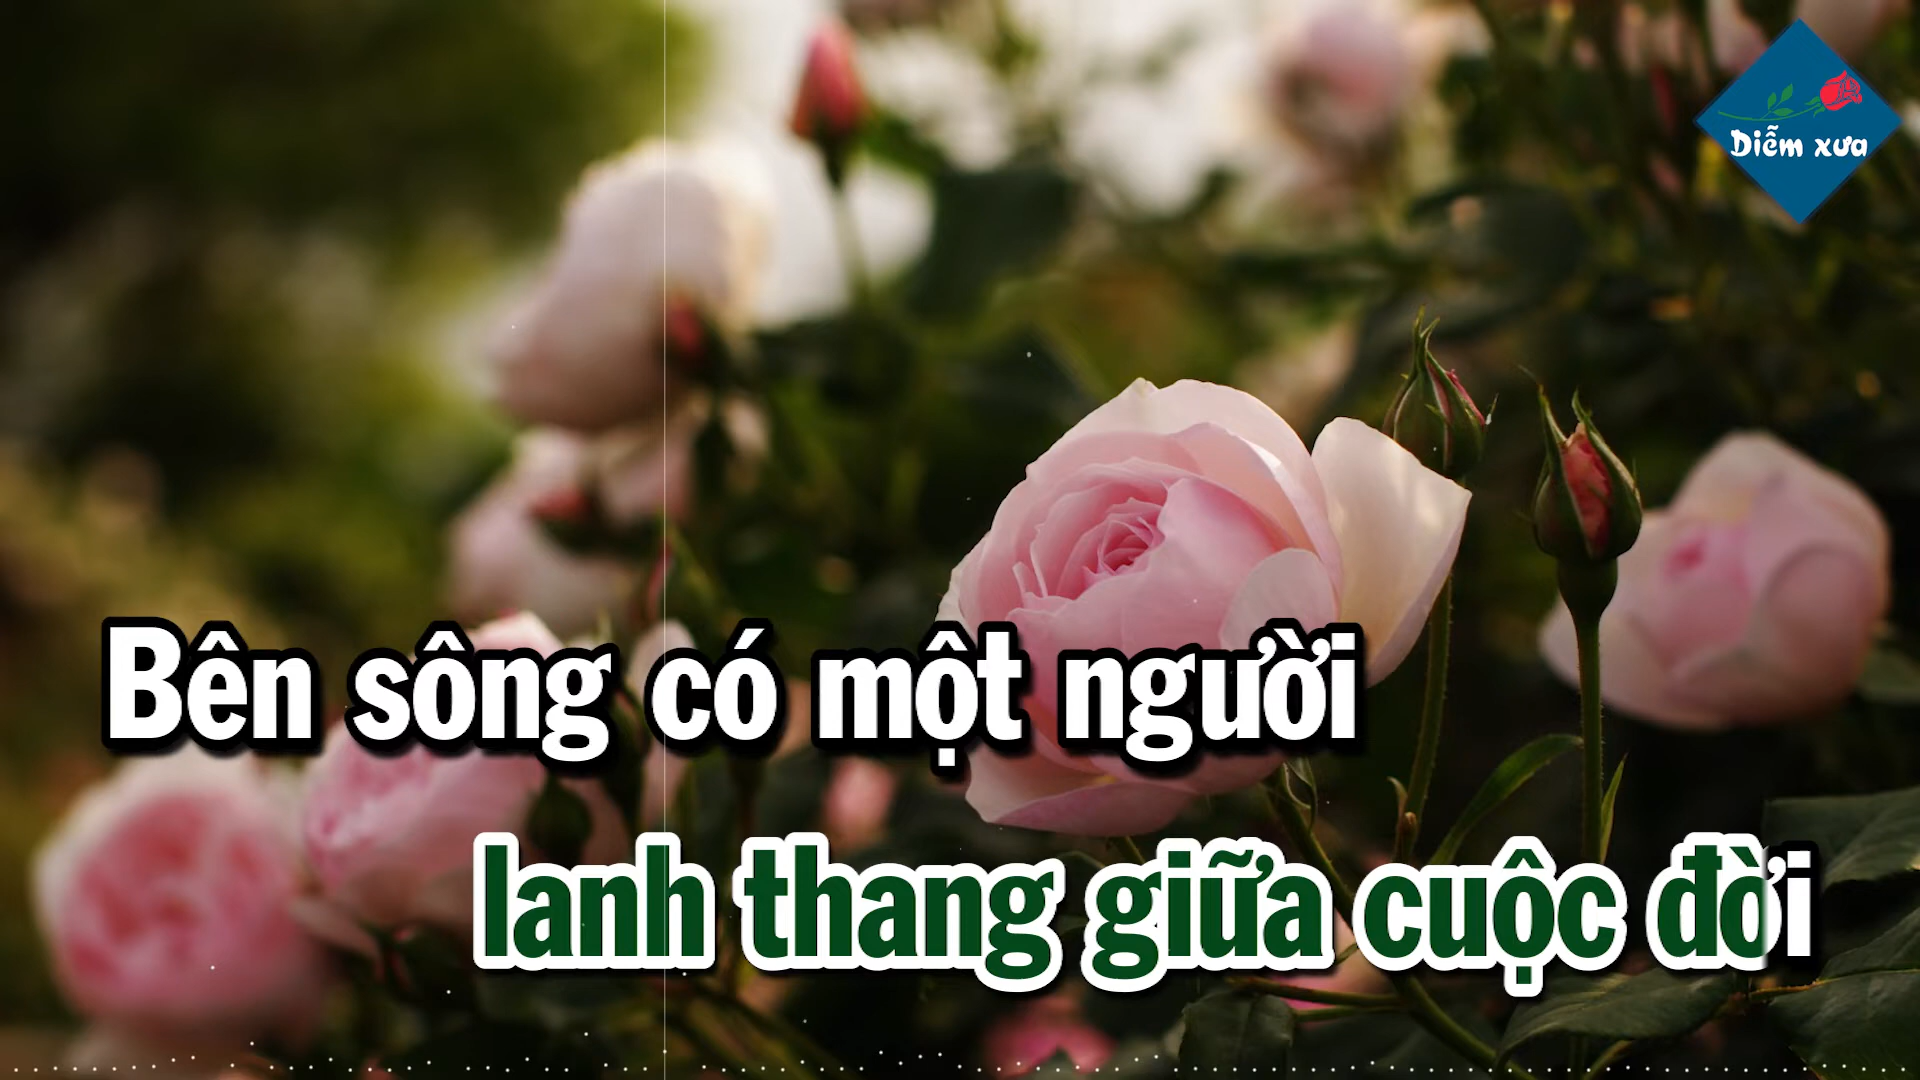 Diễm xưa
Bên sông có một người
lanh thang giữa cuộc đời